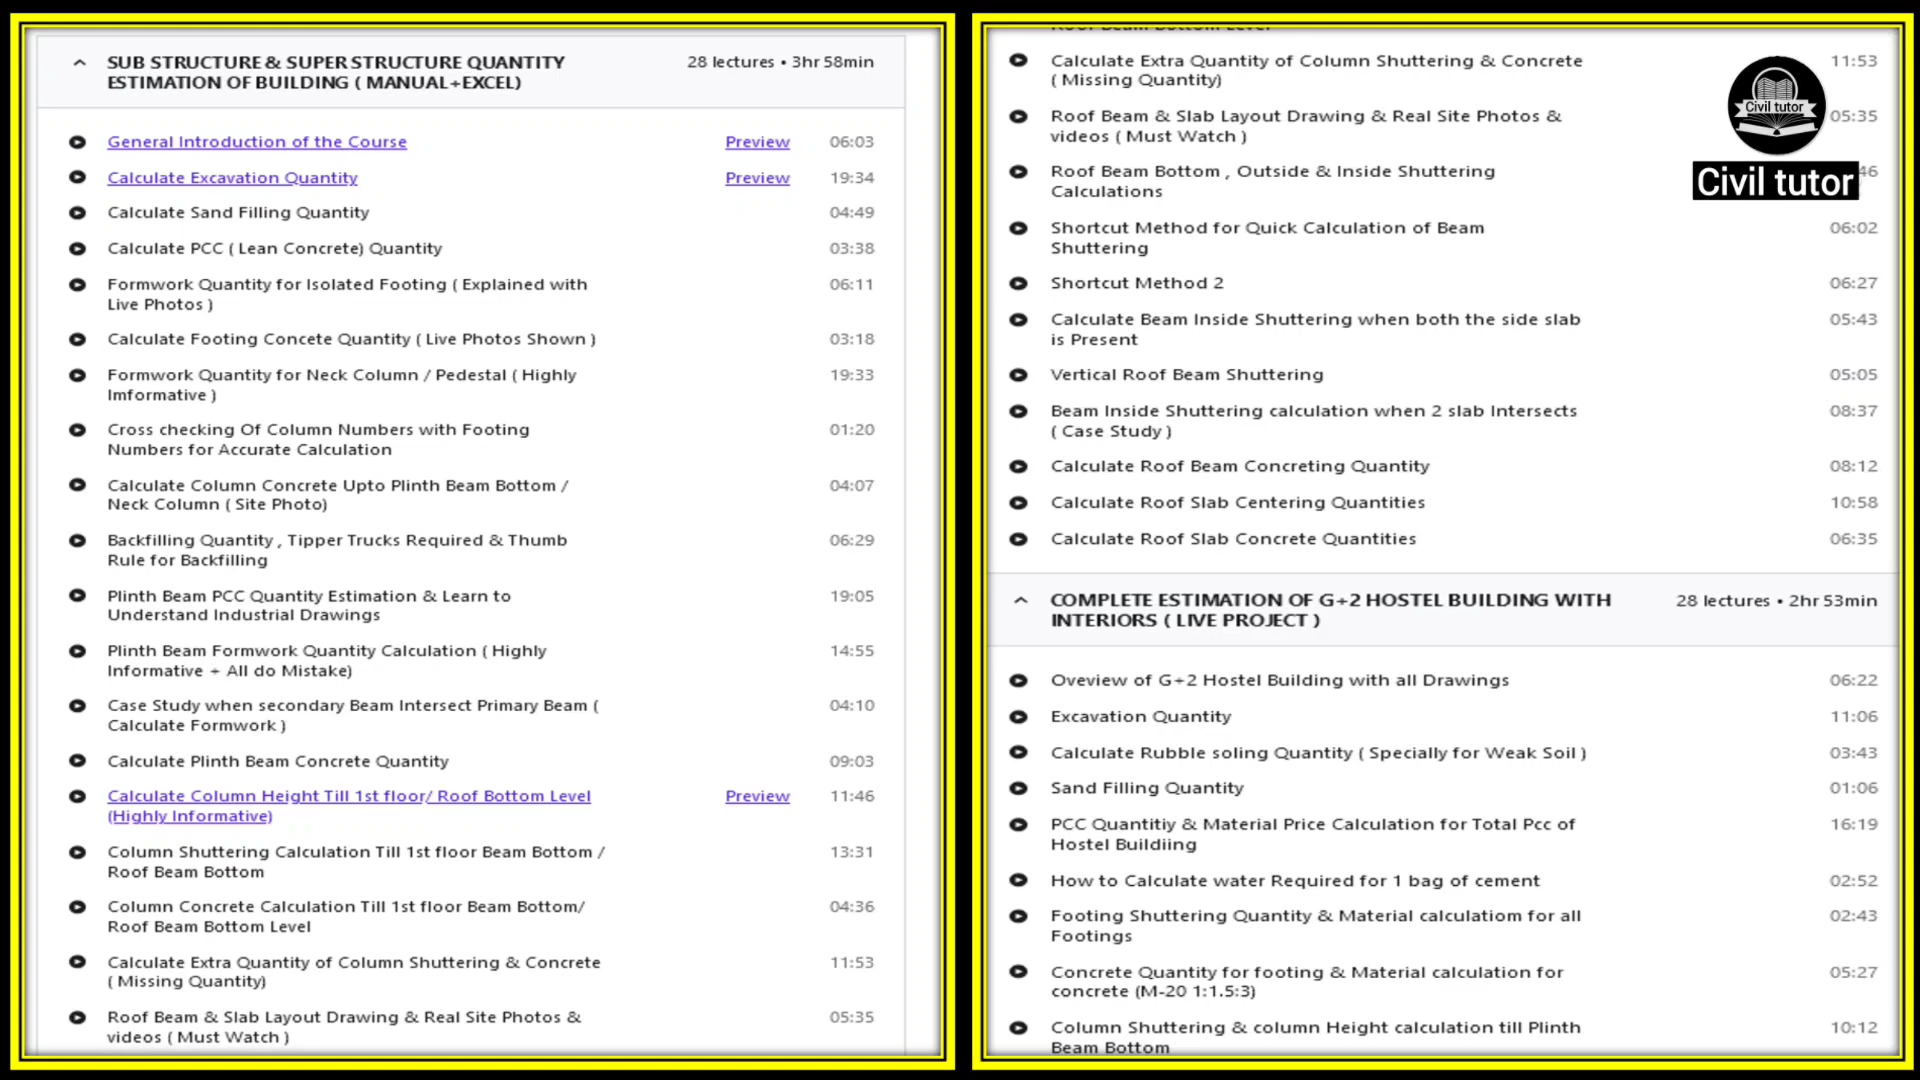 SUB STRUCTURE & SUPER STRUCTURE QUANTITY
ESTIMATION OF BUILDING ( MANUAL+EXCEL)
28 lectures • 3hr 58min
General Introduction of the Course Preview 06:03
Calculate Excavation Quantity Preview 19:34
Calculate Sand Filling Quantity 04:49
Calculate PCC ( Lean Concrete) Quantity 03:38
Formwork Quantity for Isolated Footing ( Explained with 06:11
Live Photos )
Calculate Footing Concete Quantity ( Live Photos Shown ) 03:18
Formwork Quantity for Neck Column / Pedestal ( Highly 19:33
Imformative )
Cross checking Of Column Numbers with Footing 01:20
Numbers for Accurate Calculation
Calculate Column Concrete Upto Plinth Beam Bottom / 04:07
Neck Column ( Site Photo)
Backfilling Quantity , Tipper Trucks Required & Thumb 06:29
Rule for Backfilling
Plinth Beam PCC Quantity Estimation & Learn to 19:05
Understand Industrial Drawings
Plinth Beam Formwork Quantity Calculation ( Highly 14:55
Informative + All do Mistake)
Case Study when secondary Beam Intersect Primary Beam ( 04:10
Calculate Formwork )
Calculate Plinth Beam Concrete Quantity 09:03
Calculate Column Height Till 1st floor/ Roof Bottom Level Preview 11:46
(Highly Informative)
Column Shuttering Calculation Till 1st floor Beam Bottom / 13:31
Roof Beam Bottom
Column Concrete Calculation Till 1st floor Beam Bottom/ 04:36
Roof Beam Bottom Level
Calculate Extra Quantity of Column Shuttering & Concrete 11:53
( Missing Quantity)
Roof Beam & Slab Layout Drawing & Real Site Photos & 05:35
videos ( Must Watch )
Roof Beam Bottom Level
Calculate Extra Quantity of Column Shuttering & Concrete 11:53
( Missing Quantity)
Roof Beam & Slab Layout Drawing & Real Site Photos & 05:35
videos ( Must Watch )
Roof Beam Bottom , Outside & Inside Shuttering 46
Calculations
Civil tutor
Civil tutor
Shortcut Method for Quick Calculation of Beam 06:02
Shuttering
Shortcut Method 2 06:27
Calculate Beam Inside Shuttering when both the side slab 05:43
is Present
Vertical Roof Beam Shuttering 05:05
Beam Inside Shuttering calculation when 2 slab Intersects 08:37
( Case Study )
Calculate Roof Beam Concreting Quantity 08:12
Calculate Roof Slab Centering Quantities 10:58
Calculate Roof Slab Concrete Quantities 06:35
COMPLETE ESTIMATION OF G+2 HOSTEL BUILDING WITH
INTERIORS ( LIVE PROJECT )
28 lectures • 2hr 53min
Oveview of G+2 Hostel Building with all Drawings 06:22
Excavation Quantity 11:06
Calculate Rubble soling Quantity ( Specially for Weak Soil ) 03:43
Sand Filling Quantity 01:06
PCC Quantitiy & Material Price Calculation for Total Pcc of 16:19
Hostel Buildiing
How to Calculate water Required for 1 bag of cement 02:52
Footing Shuttering Quantity & Material calculatiom for all 02:43
Footings
Concrete Quantity for footing & Material calculation for 05:27
concrete (M-20 1:1.5:3)
Column Shuttering & column Height calculation till Plinth 10:12
Beam Bottom